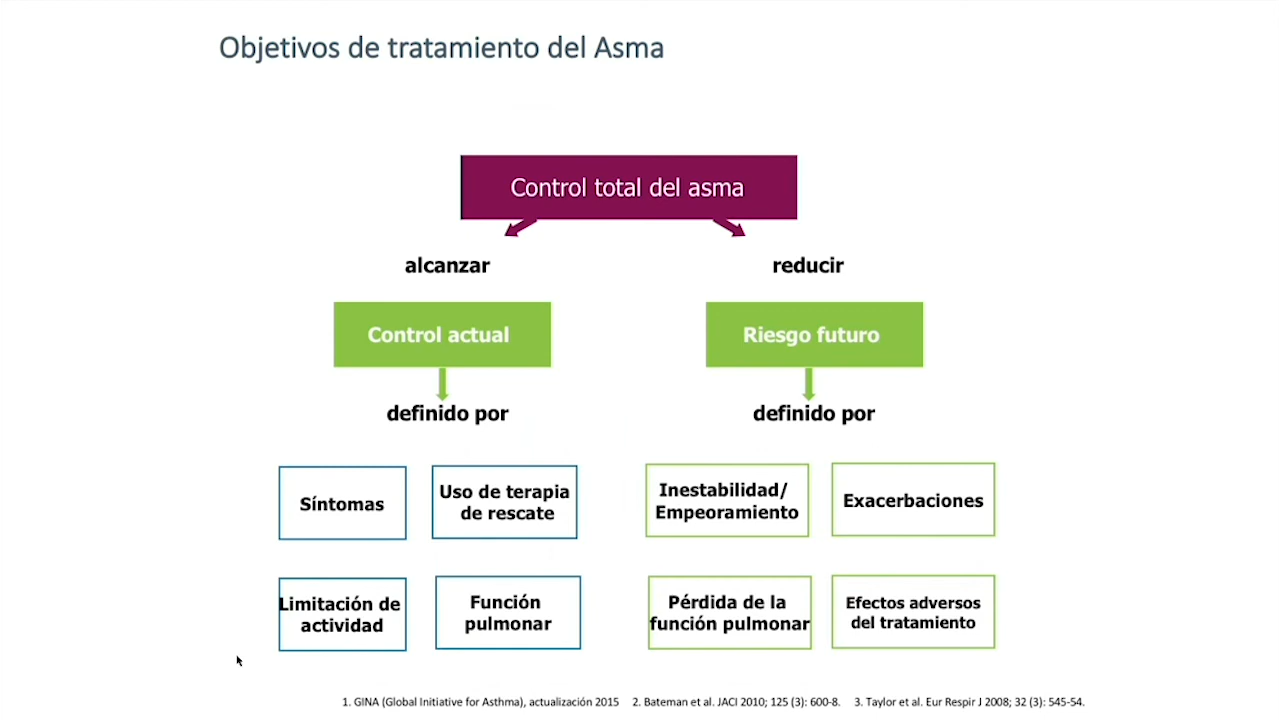 Objetivos de tratamiento del Asma
Control total del asma
alcanzar
reducir
Control actual
Riesgo futuro
definido por
definido por
Síntomas
Uso de terapia
de rescate
Inestabilidad/
Empeoramiento
Exacerbaciones
Limitación de
actividad
Función
pulmonar
Pérdida de la
función pulmonar
Efectos adversos
del tratamiento
1. GINA (Global Initiative for Asthma), actualización 2015 2. Bateman et al. JACI 2010; 125 (3): 600-8. 3. Taylor et al. Eur Respir J 2008; 32 (3): 545-54.